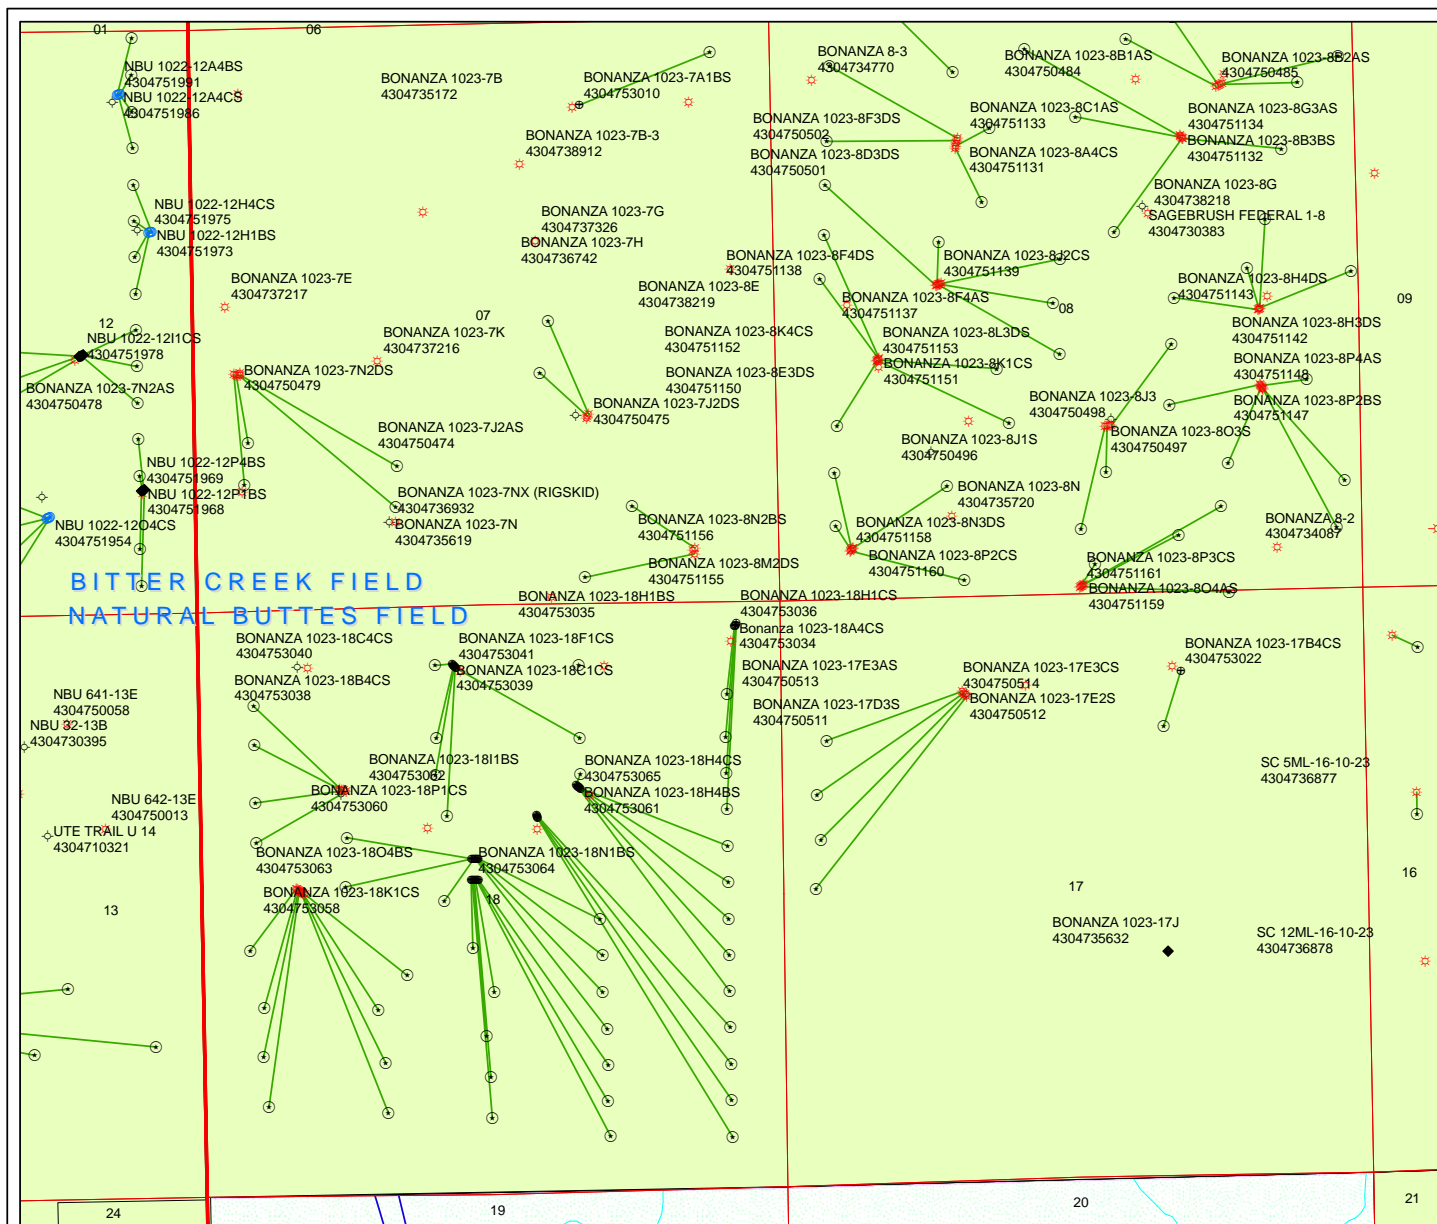 01
06
NBU 1022-12A4BS
4304751991
NBU 1022-12A4CS
4304751986
BONANZA 1023-7B
4304735172
BONANZA 1023-7A1BS
4304753010
BONANZA 1023-7B-3
4304738912
BONANZA 8-3
4304734770
BONANZA 1023-8B1AS
4304750484
BONANZA 1023-8B2AS
4304750485
BONANZA 1023-8F3DS
4304750502
BONANZA 1023-8C1AS
4304751133
BONANZA 1023-8G3AS
4304751134
BONANZA 1023-8B3BS
4304751132
BONANZA 1023-8D3DS
4304750501
BONANZA 1023-8A4CS
4304751131
BONANZA 1023-8G
4304738218
SAGEBRUSH FEDERAL 1-8
4304730383
NBU 1022-12H4CS
4304751975
NBU 1022-12H1BS
4304751973
BONANZA 1023-7G
4304737326
BONANZA 1023-7H
4304736742
BONANZA 1023-8F4DS
4304751138
BONANZA 1023-8J2CS
4304751139
BONANZA 1023-7E
4304737217
BONANZA 1023-8E
4304738219
BONANZA 1023-8F4AS
4304751137
BONANZA 1023-8H4DS
4304751143
09
08
07
12
NBU 1022-12I1CS
4304751978
BONANZA 1023-7K
4304737216
BONANZA 1023-8K4CS
4304751152
BONANZA 1023-8L3DS
4304751153
BONANZA 1023-8H3DS
4304751142
BONANZA 1023-7N2AS
4304750478
BONANZA 1023-7N2DS
4304750479
BONANZA 1023-8E3DS
4304751150
BONANZA 1023-8K1CS
4304751151
BONANZA 1023-8P4AS
4304751148
BONANZA 1023-7J2DS
4304750475
BONANZA 1023-8J3
4304750498
BONANZA 1023-8P2BS
4304751147
BONANZA 1023-7J2AS
4304750474
BONANZA 1023-8J1S
4304750496
BONANZA 1023-8O3S
4304750497
NBU 1022-12P4BS
4304751969
NBU 1022-12P1BS
4304751968
BONANZA 1023-7NX (RIGSKID)
4304736932
BONANZA 1023-7N
4304735619
BONANZA 1023-8N
4304735720
NBU 1022-12O4CS
4304751954
BONANZA 1023-8N2BS
4304751156
BONANZA 1023-8N3DS
4304751158
BONANZA 8-2
4304734087
BONANZA 1023-8M2DS
4304751155
BONANZA 1023-8P2CS
4304751160
BONANZA 1023-8P3CS
4304751161
BONANZA 1023-8O4AS
4304751159
BITTER CREEK FIELD
NATURAL BUTTES FIELD
BONANZA 1023-18H1BS
4304753035
BONANZA 1023-18H1CS
4304753036
Bonanza 1023-18A4CS
4304753034
BONANZA 1023-18C4CS
4304753040
BONANZA 1023-18F1CS
4304753041
BONANZA 1023-18C1CS
4304753039
BONANZA 1023-17B4CS
4304753022
BONANZA 1023-18B4CS
4304753038
BONANZA 1023-17E3AS
4304750513
BONANZA 1023-17E3CS
4304750514
BONANZA 1023-17E2S
4304750512
BONANZA 1023-17D3S
4304750511
NBU 641-13E
4304750058
NBU 32-13B
4304730395
BONANZA 1023-18I1BS
4304753062
BONANZA 1023-18P1CS
4304753060
BONANZA 1023-18H4CS
4304753065
BONANZA 1023-18H4BS
4304753061
SC 5ML-16-10-23
4304736877
NBU 642-13E
4304750013
UTE TRAIL U 14
4304710321
BONANZA 1023-18O4BS
4304753063
BONANZA 1023-18N1BS
4304753064
BONANZA 1023-18K1CS
4304753058
18
17
16
13
BONANZA 1023-17J
4304735632
SC 12ML-16-10-23
4304736878
24
19
20
21